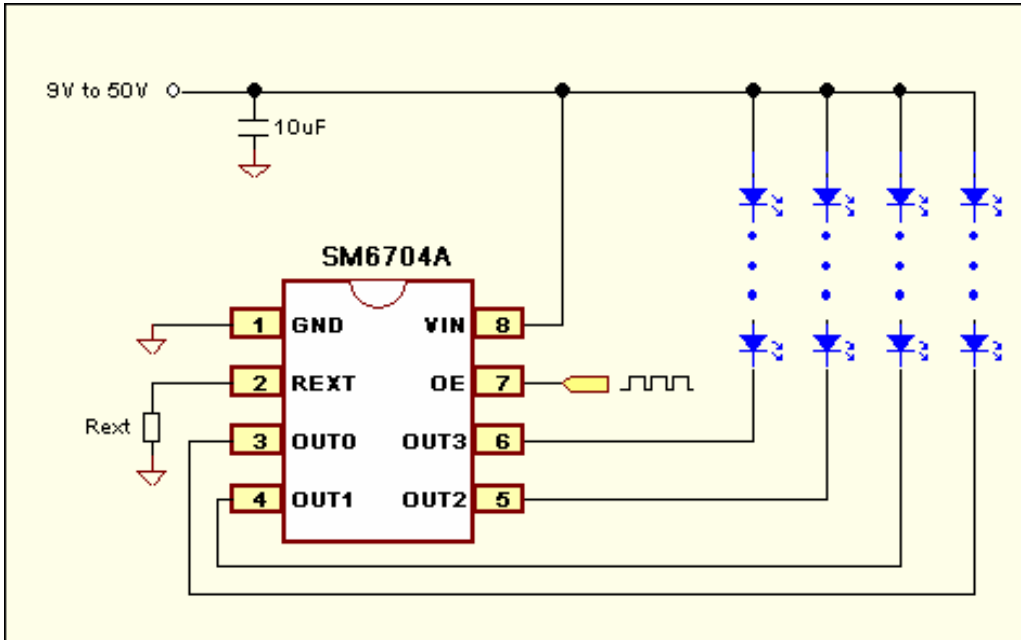 9V to 50V
10uF
SM6704A
1 GND VIN 8
2 REXT OE 7
Rext
3 OUT0 OUT3 6
4 OUT1 OUT2 5